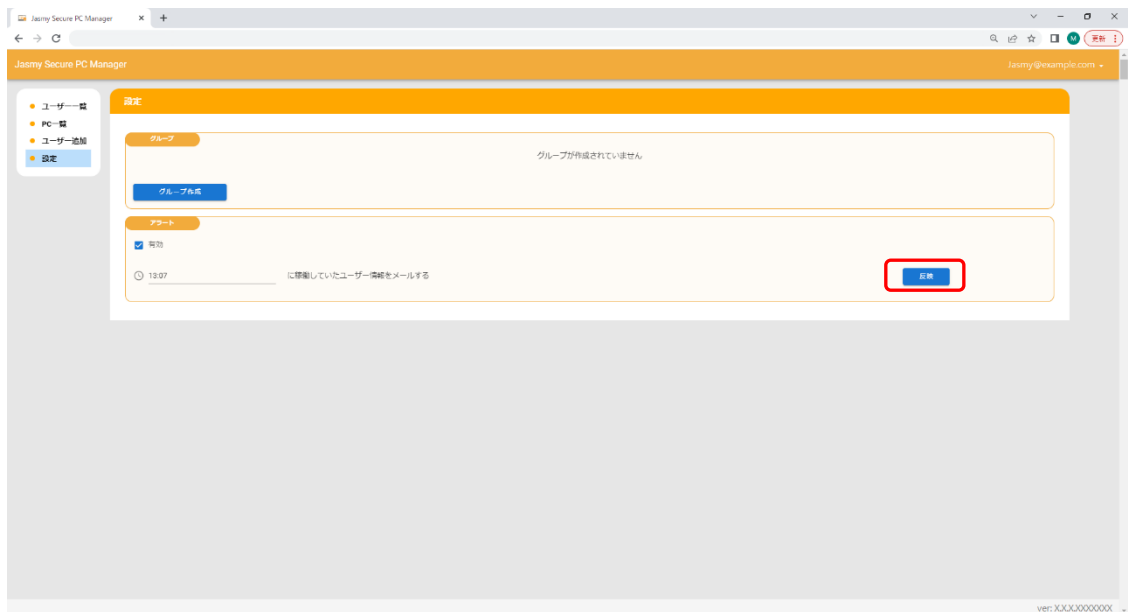 Jasmy Secure PC Manager
更新
Jasmy Secure PC Manager
Jasmy@example.com
ユーザー一覧
PC一覧
ユーザー追加
設定
設定
グループ
グループが作成されていません
グループ作成
アラート
有効
13:07 に稼働していたユーザー情報をメールする
反映
ver: X.X.X.XXXXXXX